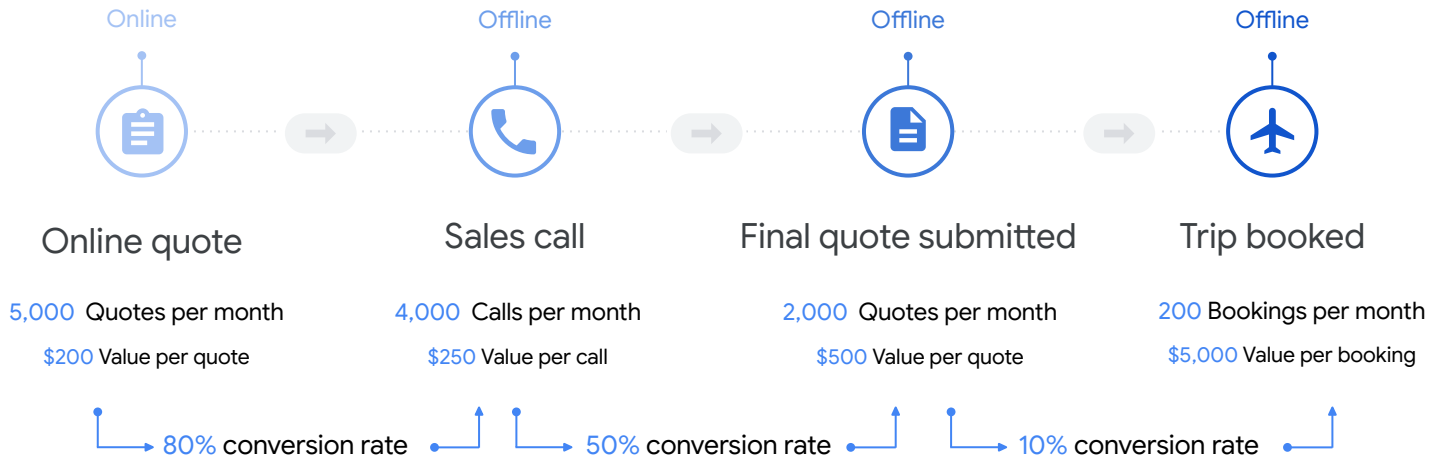 Online
Offline
Offline
Offline
Online quote
Sales call
Final quote submitted
Trip booked
5,000 Quotes per month
4,000 Calls per month
2,000 Quotes per month
200 Bookings per month
$200 Value per quote
$250 Value per call
$500 Value per quote
$5,000 Value per booking
80% conversion rate
50% conversion rate
10% conversion rate